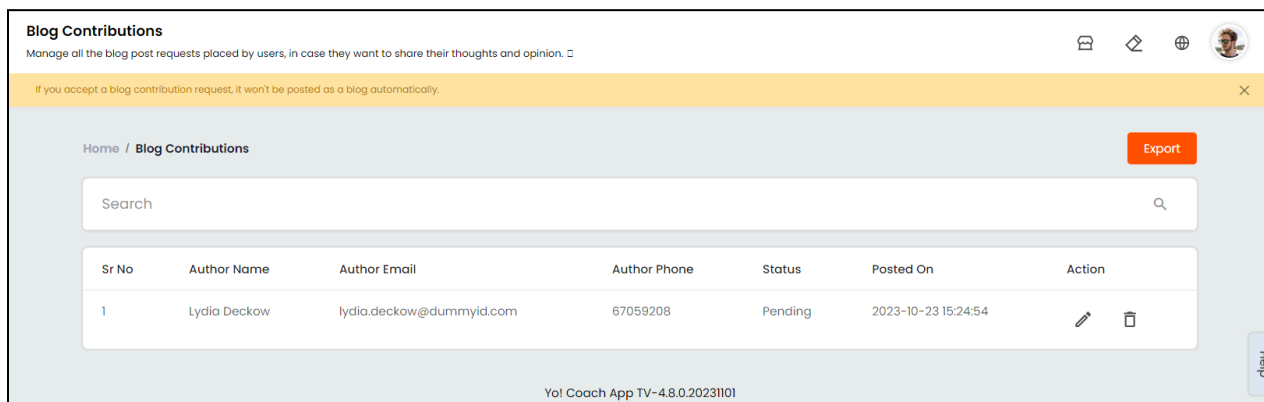 Blog Contributions
Manage all the blog post requests placed by users, in case they want to share their thoughts and opinion.
If you accept a blog contribution request, it won't be posted as a blog automatically.
Home / Blog Contributions
Export
Search
Sr No Author Name Author Email Author Phone Status Posted On Action
1 Lydia Deckow lydia.deckow@dummyid.com 67059208 Pending 2023-10-23 15:24:54
Help
Yo! Coach App TV-4.8.0.20231101